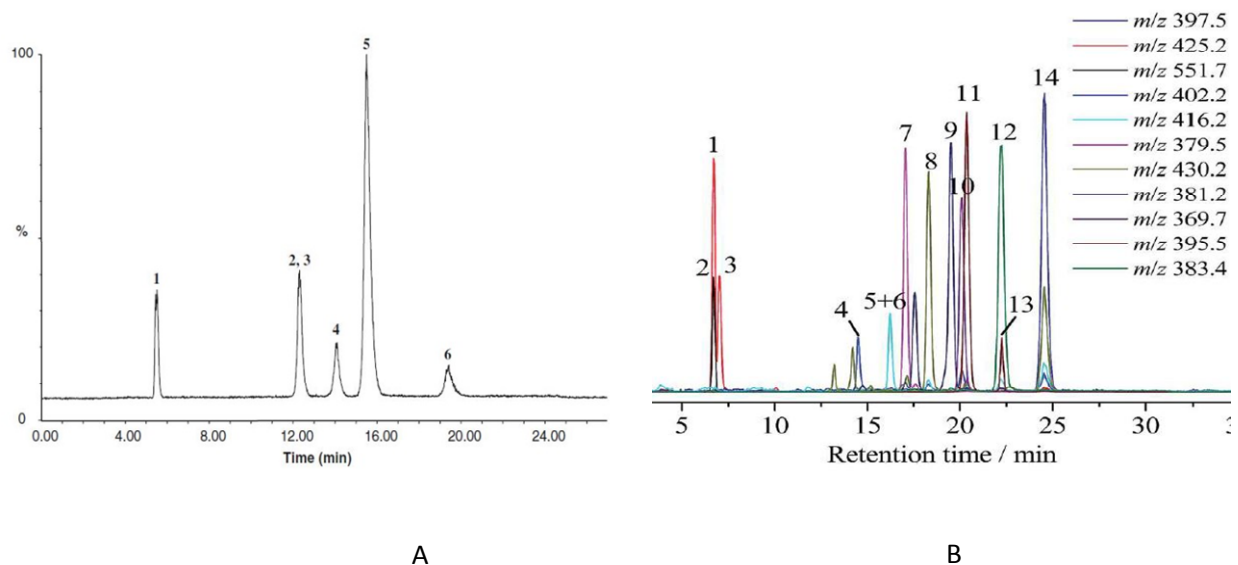 100
%
0
1
2, 3
4
5
6
0.00 4.00 8.00 12.00 16.00 20.00 24.00
Time (min)
A
m/z 397.5
m/z 425.2
m/z 551.7
m/z 402.2
m/z 416.2
m/z 379.5
m/z 430.2
m/z 381.2
m/z 369.7
m/z 395.5
m/z 383.4
1
2
3
4
5+6
7
8
9
10
11
12
13
14
5 10 15 20 25 30
Retention time / min
B